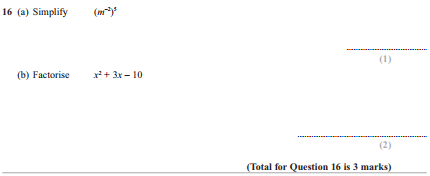 16 (a) Simplify (m⁻²)⁵
(1)
(b) Factorise x² + 3x – 10
(2)
(Total for Question 16 is 3 marks)